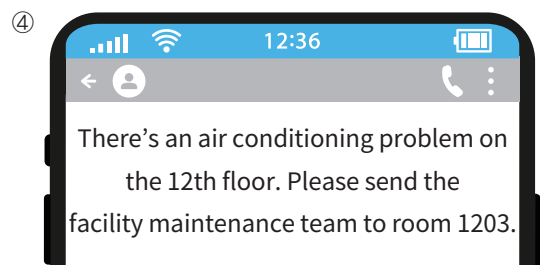 ④
12:36
There's an air conditioning problem on
the 12th floor. Please send the
facility maintenance team to room 1203.